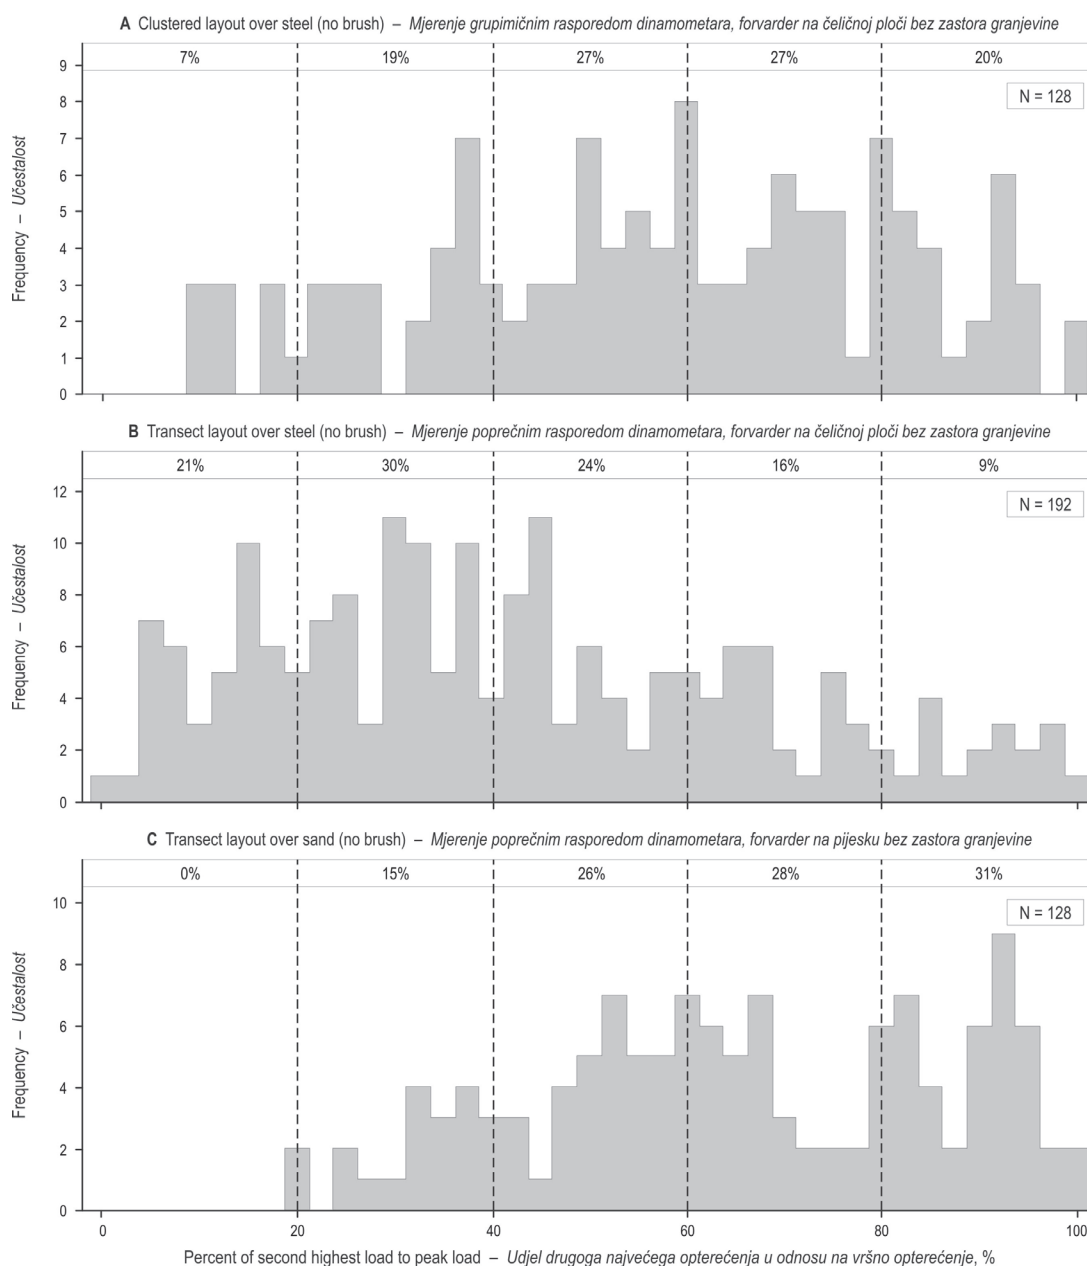 A Clustered layout over steel (no brush) – Mjerenje grupimičnim rasporedom dinamometara, forvarder na čeličnoj ploči bez zastora granjevine
7% 19% 27% 27% 20%
N = 128
Frequency – Učestalost
9
8
7
6
5
4
3
2
1
0
B Transect layout over steel (no brush) – Mjerenje poprečnim rasporedom dinamometara, forvarder na čeličnoj ploči bez zastora granjevine
21% 30% 24% 16% 9%
N = 192
Frequency – Učestalost
12
10
8
6
4
2
0
C Transect layout over sand (no brush) – Mjerenje poprečnim rasporedom dinamometara, forvarder na pijesku bez zastora granjevine
0% 15% 26% 28% 31%
N = 128
Frequency – Učestalost
10
8
6
4
2
0
0 20 40 60 80 100
Percent of second highest load to peak load – Udjel drugoga najvećega opterećenja u odnosu na vršno opterećenje, %